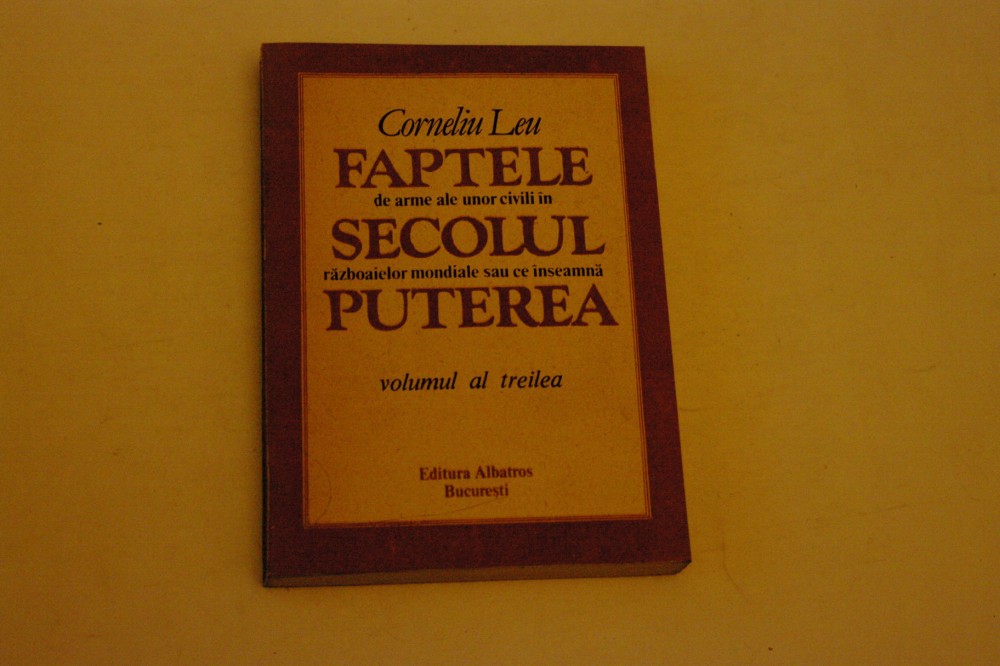 Corneliu Leu
FAPTELE
de arme ale unor civili în
SECOLUL
războaielor mondiale sau ce înseamnă
PUTEREA
volumul al treilea
Editura Albatros
București